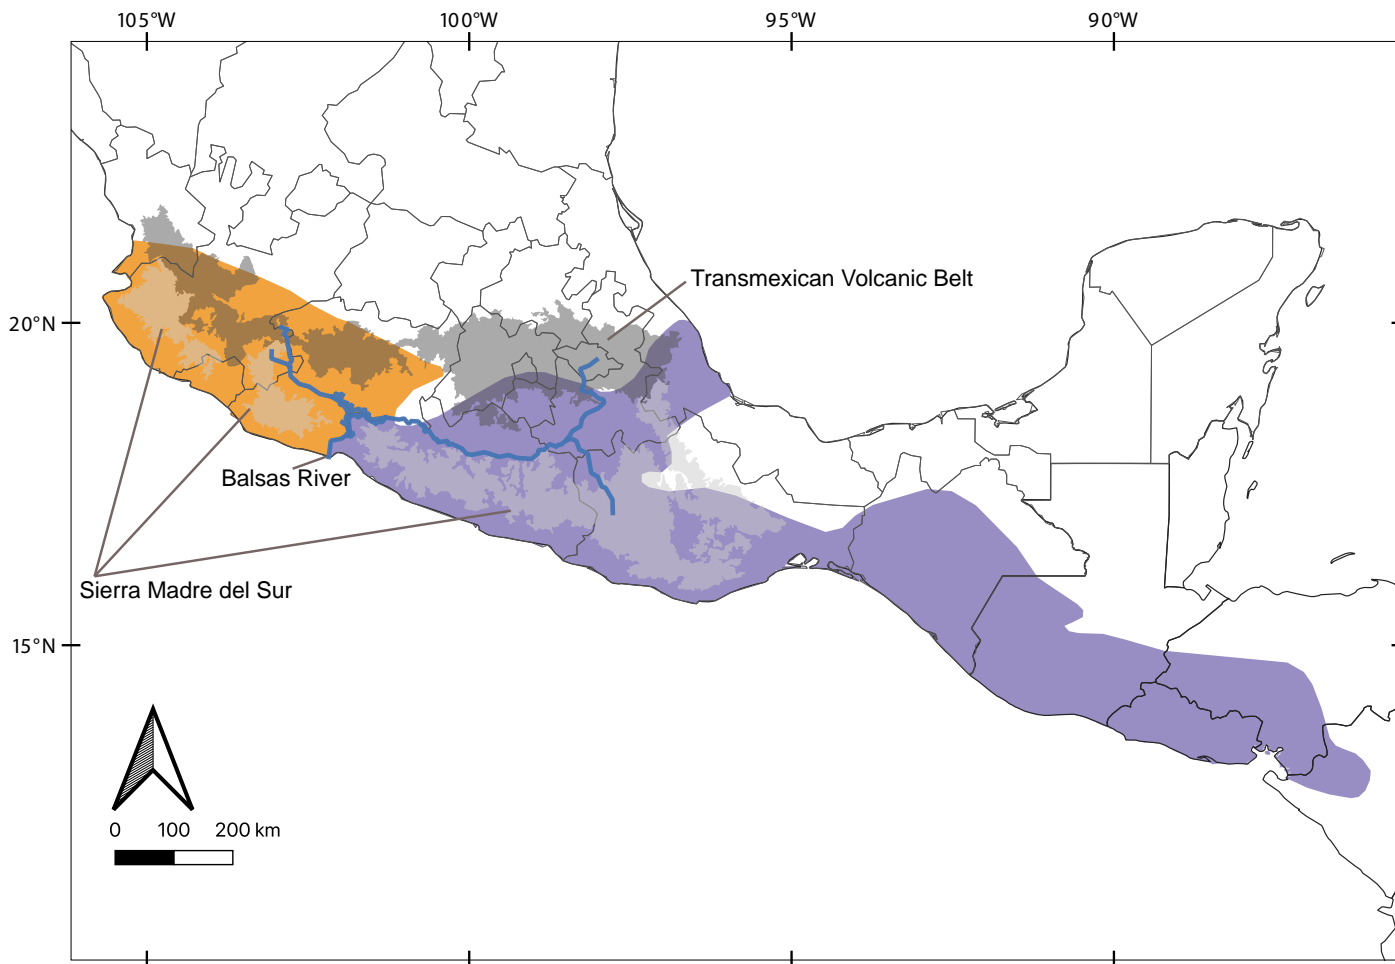 105°W 100°W 95°W 90°W
Transmexican Volcanic Belt
20°N
Balsas River
Sierra Madre del Sur
15°N
0 100 200 km